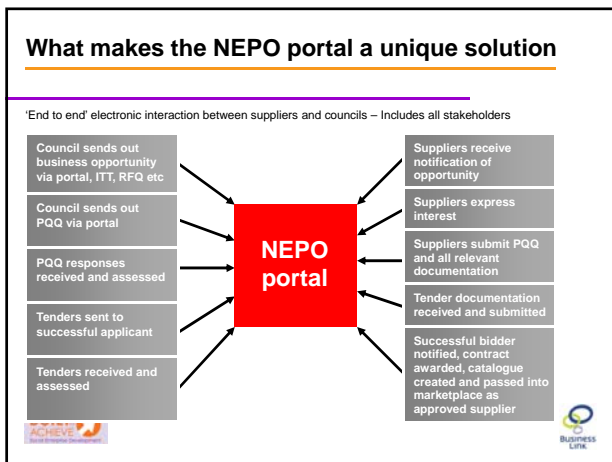 What makes the NEPO portal a unique solution
'End to end' electronic interaction between suppliers and councils – Includes all stakeholders
Council sends out
business opportunity
via portal, ITT, RFQ etc
Council sends out
PQQ via portal
PQQ responses
received and assessed
Tenders sent to
successful applicant
Tenders received and
assessed
NEPO
portal
Suppliers receive
notification of
opportunity
Suppliers express
interest
Suppliers submit PQQ
and all relevant
documentation
Tender documentation
received and submitted
Successful bidder
notified, contract
awarded, catalogue
created and passed into
marketplace as
approved supplier
ACHIEVE
Social Enterprise Development
Business
Link